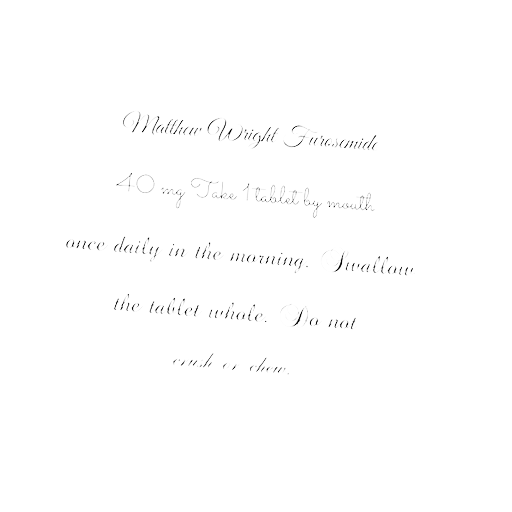 Matthew Wright Furosemide
40 mg Take 1 tablet by mouth
once daily in the morning. Swallow
the tablet whole. Do not
crush or chew.